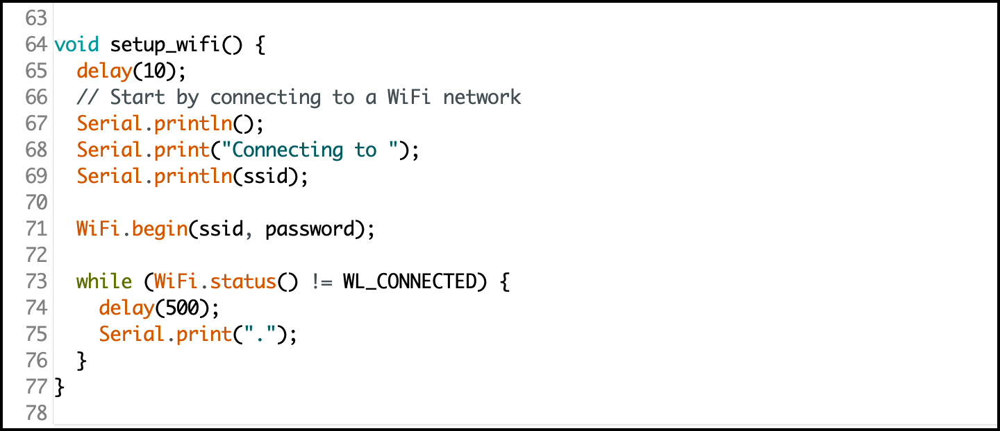 63
64 void setup_wifi() {
65   delay(10);
66   // Start by connecting to a WiFi network
67   Serial.println();
68   Serial.print("Connecting to ");
69   Serial.println(ssid);
70
71   WiFi.begin(ssid, password);
72
73   while (WiFi.status() != WL_CONNECTED) {
74     delay(500);
75     Serial.print(".");
76   }
77 }
78